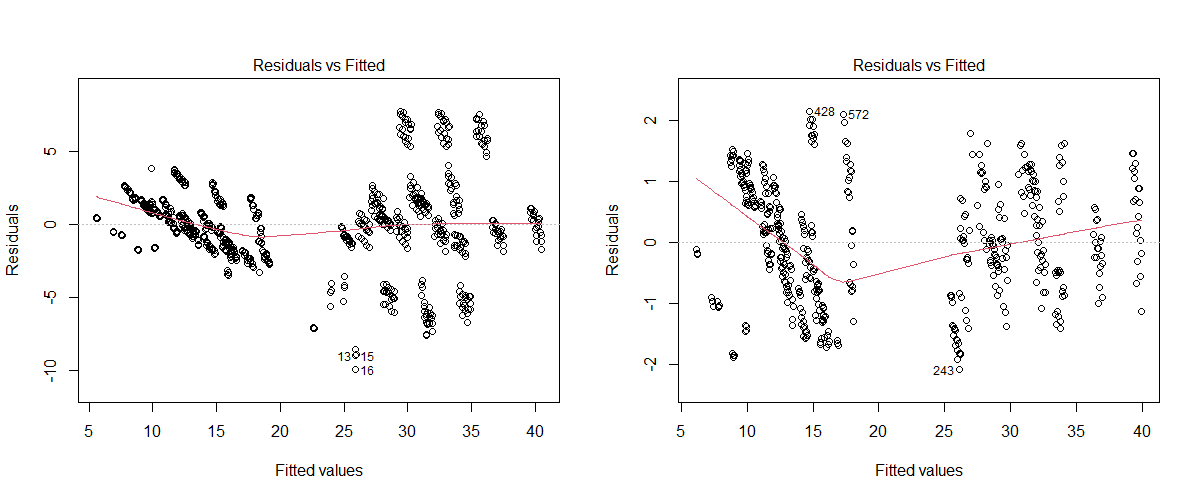 Residuals vs Fitted
Residuals
5
0
-5
-10
13
15
16
5 10 15 20 25 30 35 40
Fitted values
Residuals vs Fitted
Residuals
2
1
0
-1
-2
428
572
243
5 10 15 20 25 30 35 40
Fitted values